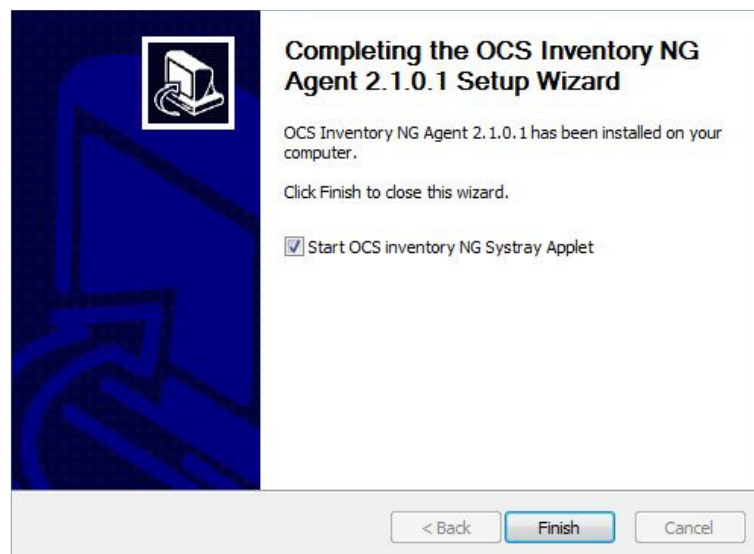 Completing the OCS Inventory NG
Agent 2.1.0.1 Setup Wizard
OCS Inventory NG Agent 2.1.0.1 has been installed on your
computer.
Click Finish to close this wizard.
Start OCS inventory NG Systray Applet
< Back
Finish
Cancel